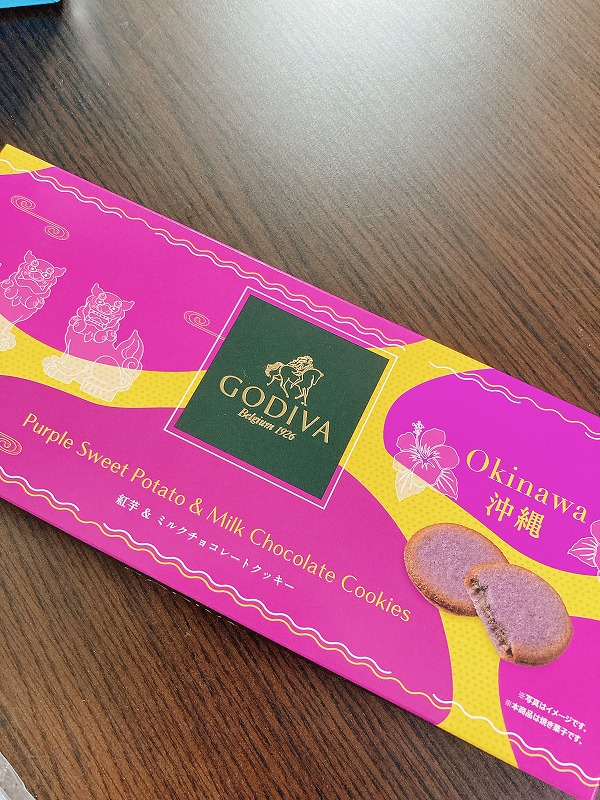 GODIVA
Belgium 1926
Purple Sweet Potato & Milk Chocolate Cookies
紅芋 & ミルクチョコレートクッキー
Okinawa
沖縄
※写真はイメージです。
※本商品は焼き菓子です。